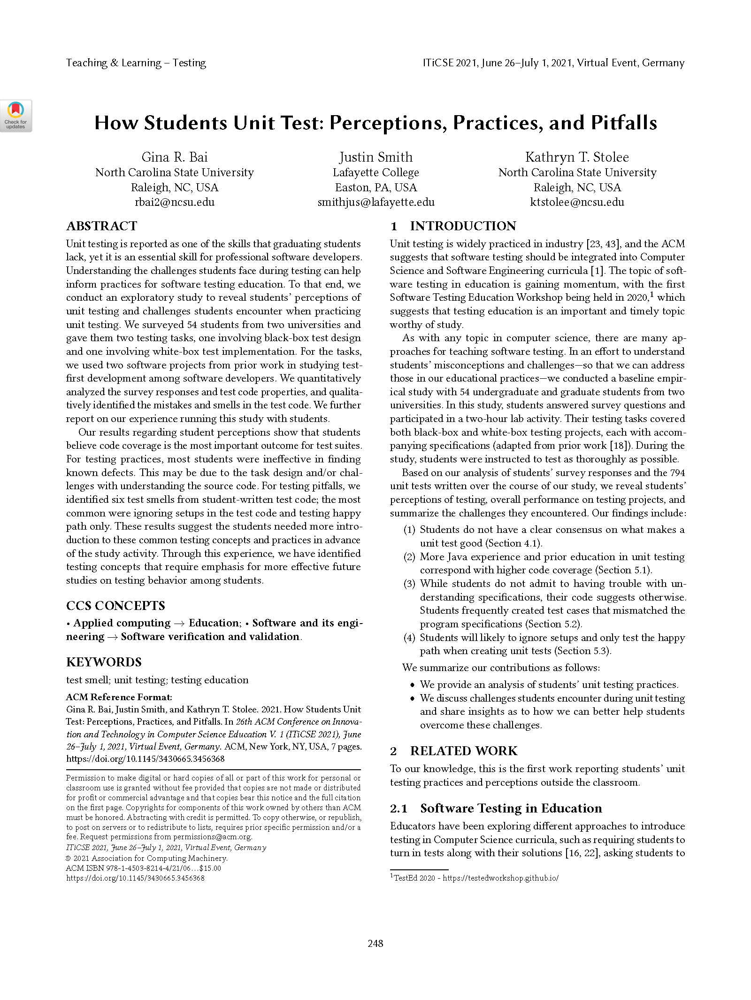 Teaching & Learning – Testing
ITiCSE 2021, June 26–July 1, 2021, Virtual Event, Germany
Check for
updates
How Students Unit Test: Perceptions, Practices, and Pitfalls
Gina R. Bai
North Carolina State University
Raleigh, NC, USA
rbai2@ncsu.edu
Justin Smith
Lafayette College
Easton, PA, USA
smithjus@lafayette.edu
Kathryn T. Stolee
North Carolina State University
Raleigh, NC, USA
ktstolee@ncsu.edu
ABSTRACT
Unit testing is reported as one of the skills that graduating students
lack, yet it is an essential skill for professional software developers.
Understanding the challenges students face during testing can help
inform practices for software testing education. To that end, we
conduct an exploratory study to reveal students' perceptions of
unit testing and challenges students encounter when practicing
unit testing. We surveyed 54 students from two universities and
gave them two testing tasks, one involving black-box test design
and one involving white-box test implementation. For the tasks,
we used two software projects from prior work in studying test-
first development among software developers. We quantitatively
analyzed the survey responses and test code properties, and qualita-
tively identified the mistakes and smells in the test code. We further
report on our experience running this study with students.
Our results regarding student perceptions show that students
believe code coverage is the most important outcome for test suites.
For testing practices, most students were ineffective in finding
known defects. This may be due to the task design and/or chal-
lenges with understanding the source code. For testing pitfalls, we
identified six test smells from student-written test code; the most
common were ignoring setups in the test code and testing happy
path only. These results suggest the students needed more intro-
duction to these common testing concepts and practices in advance
of the study activity. Through this experience, we have identified
testing concepts that require emphasis for more effective future
studies on testing behavior among students.
CCS CONCEPTS
• Applied computing → Education; • Software and its engi-
neering → Software verification and validation.
KEYWORDS
test smell; unit testing; testing education
ACM Reference Format:
Gina R. Bai, Justin Smith, and Kathryn T. Stolee. 2021. How Students Unit
Test: Perceptions, Practices, and Pitfalls. In 26th ACM Conference on Innova-
tion and Technology in Computer Science Education V. 1 (ITiCSE 2021), June
26–July 1, 2021, Virtual Event, Germany. ACM, New York, NY, USA, 7 pages.
https://doi.org/10.1145/3430665.3456368
Permission to make digital or hard copies of all or part of this work for personal or
classroom use is granted without fee provided that copies are not made or distributed
for profit or commercial advantage and that copies bear this notice and the full citation
on the first page. Copyrights for components of this work owned by others than ACM
must be honored. Abstracting with credit is permitted. To copy otherwise, or republish,
to post on servers or to redistribute to lists, requires prior specific permission and/or a
fee. Request permissions from permissions@acm.org.
ITiCSE 2021, June 26–July 1, 2021, Virtual Event, Germany
© 2021 Association for Computing Machinery.
ACM ISBN 978-1-4503-8214-4/21/06...$15.00
https://doi.org/10.1145/3430665.3456368
1 INTRODUCTION
Unit testing is widely practiced in industry [23, 43], and the ACM
suggests that software testing should be integrated into Computer
Science and Software Engineering curricula [1]. The topic of soft-
ware testing in education is gaining momentum, with the first
Software Testing Education Workshop being held in 2020,1 which
suggests that testing education is an important and timely topic
worthy of study.
As with any topic in computer science, there are many ap-
proaches for teaching software testing. In an effort to understand
students' misconceptions and challenges—so that we can address
those in our educational practices—we conducted a baseline empir-
ical study with 54 undergraduate and graduate students from two
universities. In this study, students answered survey questions and
participated in a two-hour lab activity. Their testing tasks covered
both black-box and white-box testing projects, each with accom-
panying specifications (adapted from prior work [18]). During the
study, students were instructed to test as thoroughly as possible.
Based on our analysis of students' survey responses and the 794
unit tests written over the course of our study, we reveal students'
perceptions of testing, overall performance on testing projects, and
summarize the challenges they encountered. Our findings include:
(1) Students do not have a clear consensus on what makes a
unit test good (Section 4.1).
(2) More Java experience and prior education in unit testing
correspond with higher code coverage (Section 5.1).
(3) While students do not admit to having trouble with un-
derstanding specifications, their code suggests otherwise.
Students frequently created test cases that mismatched the
program specifications (Section 5.2).
(4) Students will likely to ignore setups and only test the happy
path when creating unit tests (Section 5.3).
We summarize our contributions as follows:
• We provide an analysis of students' unit testing practices.
• We discuss challenges students encounter during unit testing
and share insights as to how we can better help students
overcome these challenges.
2 RELATED WORK
To our knowledge, this is the first work reporting students' unit
testing practices and perceptions outside the classroom.
2.1 Software Testing in Education
Educators have been exploring different approaches to introduce
testing in Computer Science curricula, such as requiring students to
turn in tests along with their solutions [16, 22], asking students to
1TestEd 2020 - https://testedworkshop.github.io/
248